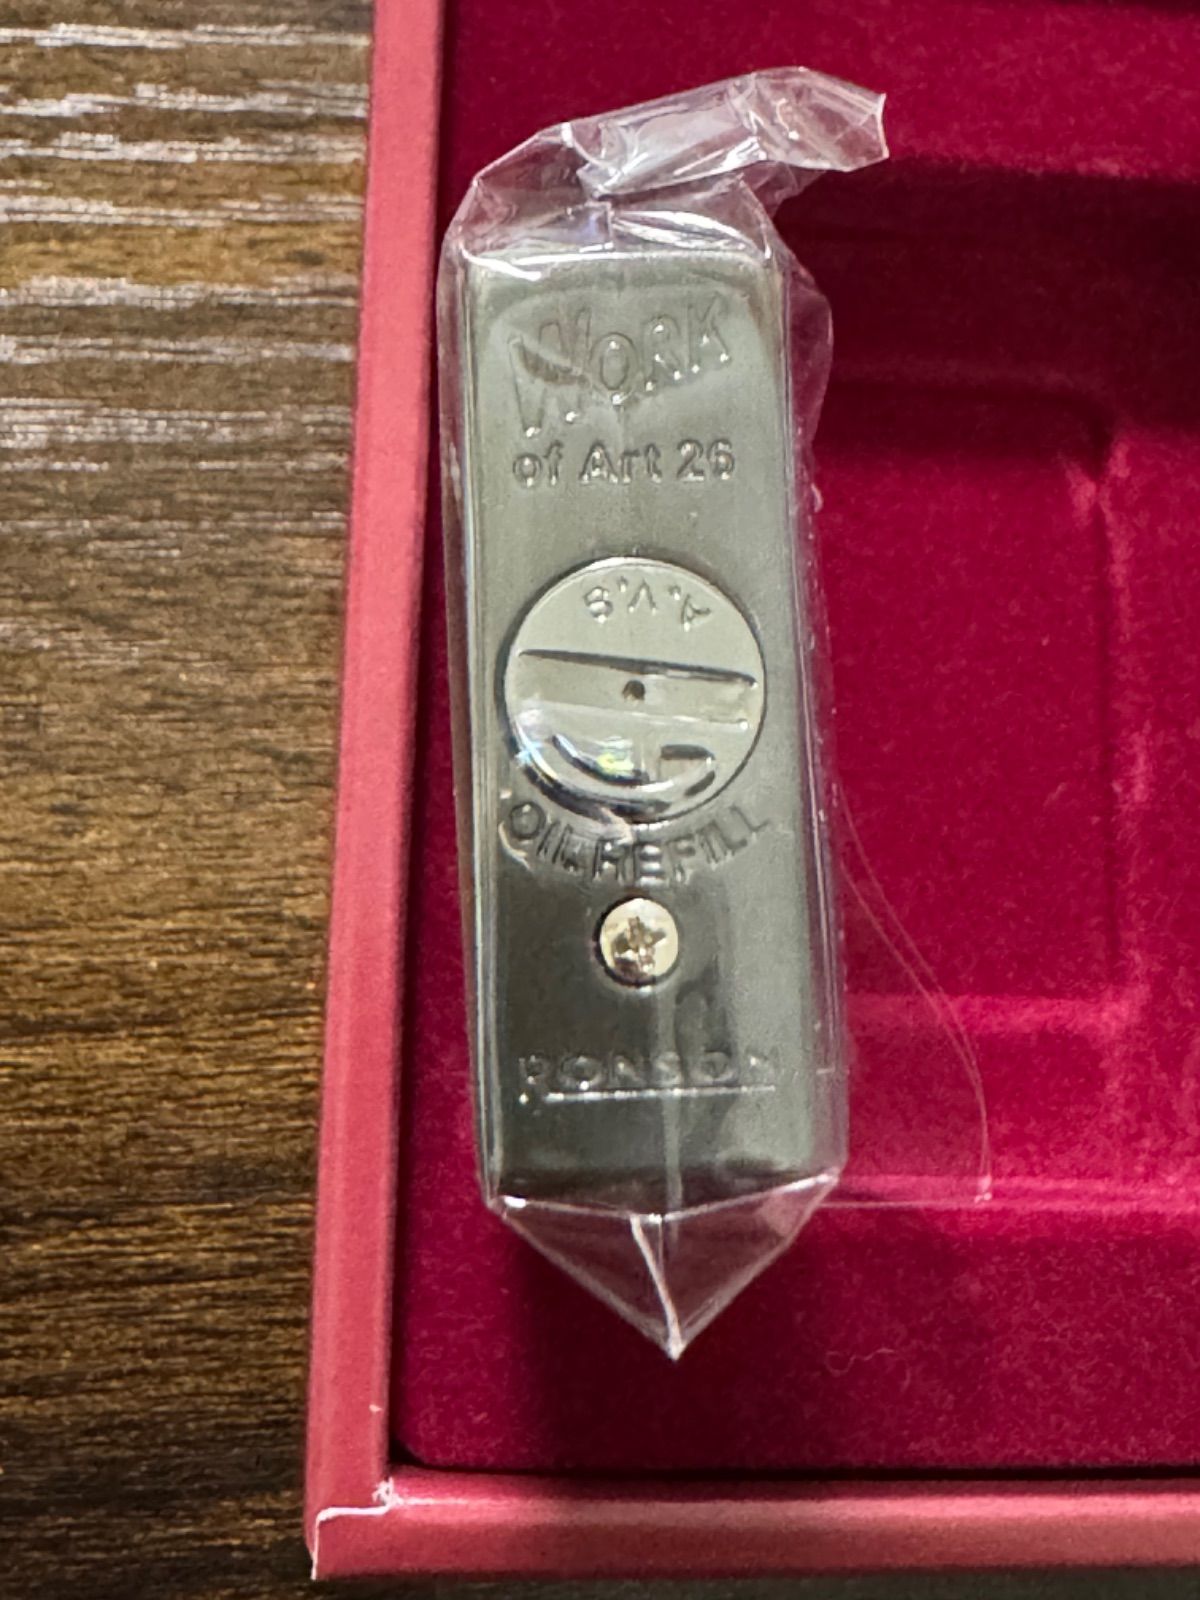 WORK
of Art 26
A.V.S
OIL REFILL
RONSON